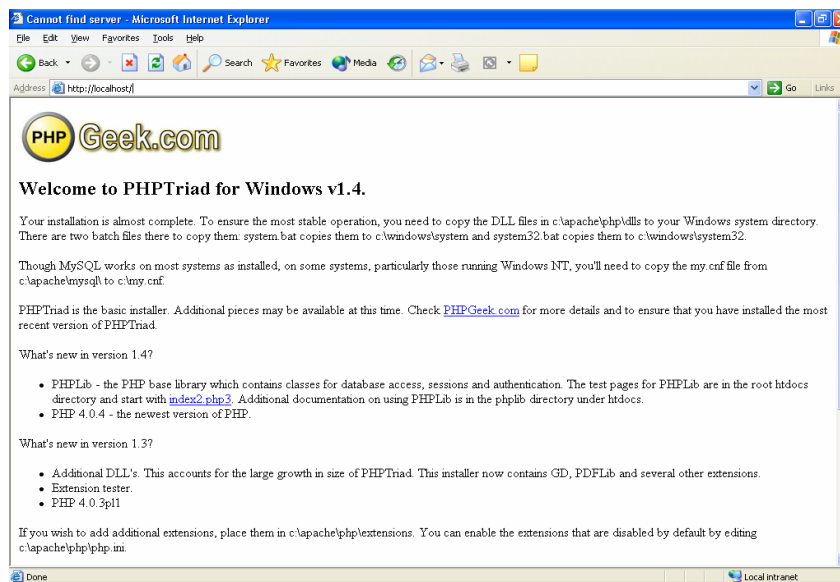 Cannot find server - Microsoft Internet Explorer
File Edit View Favorites Tools Help
Back Search Favorites Media
Address http://localhost/ Go Links
PHP Geek.com
Welcome to PHPTriad for Windows v1.4.
Your installation is almost complete. To ensure the most stable operation, you need to copy the DLL files in c:\apache\php\dlls to your Windows system directory.
There are two batch files there to copy them: system.bat copies them to c:\windows\system and system32.bat copies them to c:\windows\system32.
Though MySQL works on most systems as installed, on some systems, particularly those running Windows NT, you'll need to copy the my.cnf file from
c:\apache\mysql\ to c:\my.cnf.
PHPTriad is the basic installer. Additional pieces may be available at this time. Check PHPGeek.com for more details and to ensure that you have installed the most
recent version of PHPTriad.
What's new in version 1.4?
• PHPLib - the PHP base library which contains classes for database access, sessions and authentication. The test pages for PHPLib are in the root htdocs
directory and start with index2.php3. Additional documentation on using PHPLib is in the phplib directory under htdocs.
• PHP 4.0.4 - the newest version of PHP.
What's new in version 1.3?
• Additional DLL's. This accounts for the large growth in size of PHPTriad. This installer now contains GD, PDFLib and several other extensions.
• Extension tester.
• PHP 4.0.3pl1
If you wish to add additional extensions, place them in c:\apache\php\extensions. You can enable the extensions that are disabled by default by editing
c:\apache\php\php.ini.
Done Local intranet